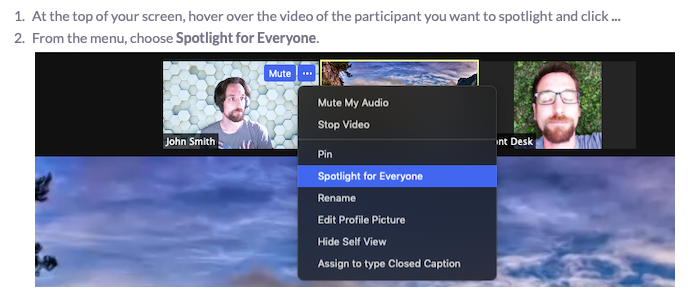 1. At the top of your screen, hover over the video of the participant you want to spotlight and click ...
2. From the menu, choose Spotlight for Everyone.
Mute ...
John Smith
Mute My Audio
Stop Video
Pin
Spotlight for Everyone
Rename
Edit Profile Picture
Hide Self View
Assign to type Closed Caption
nt Desk